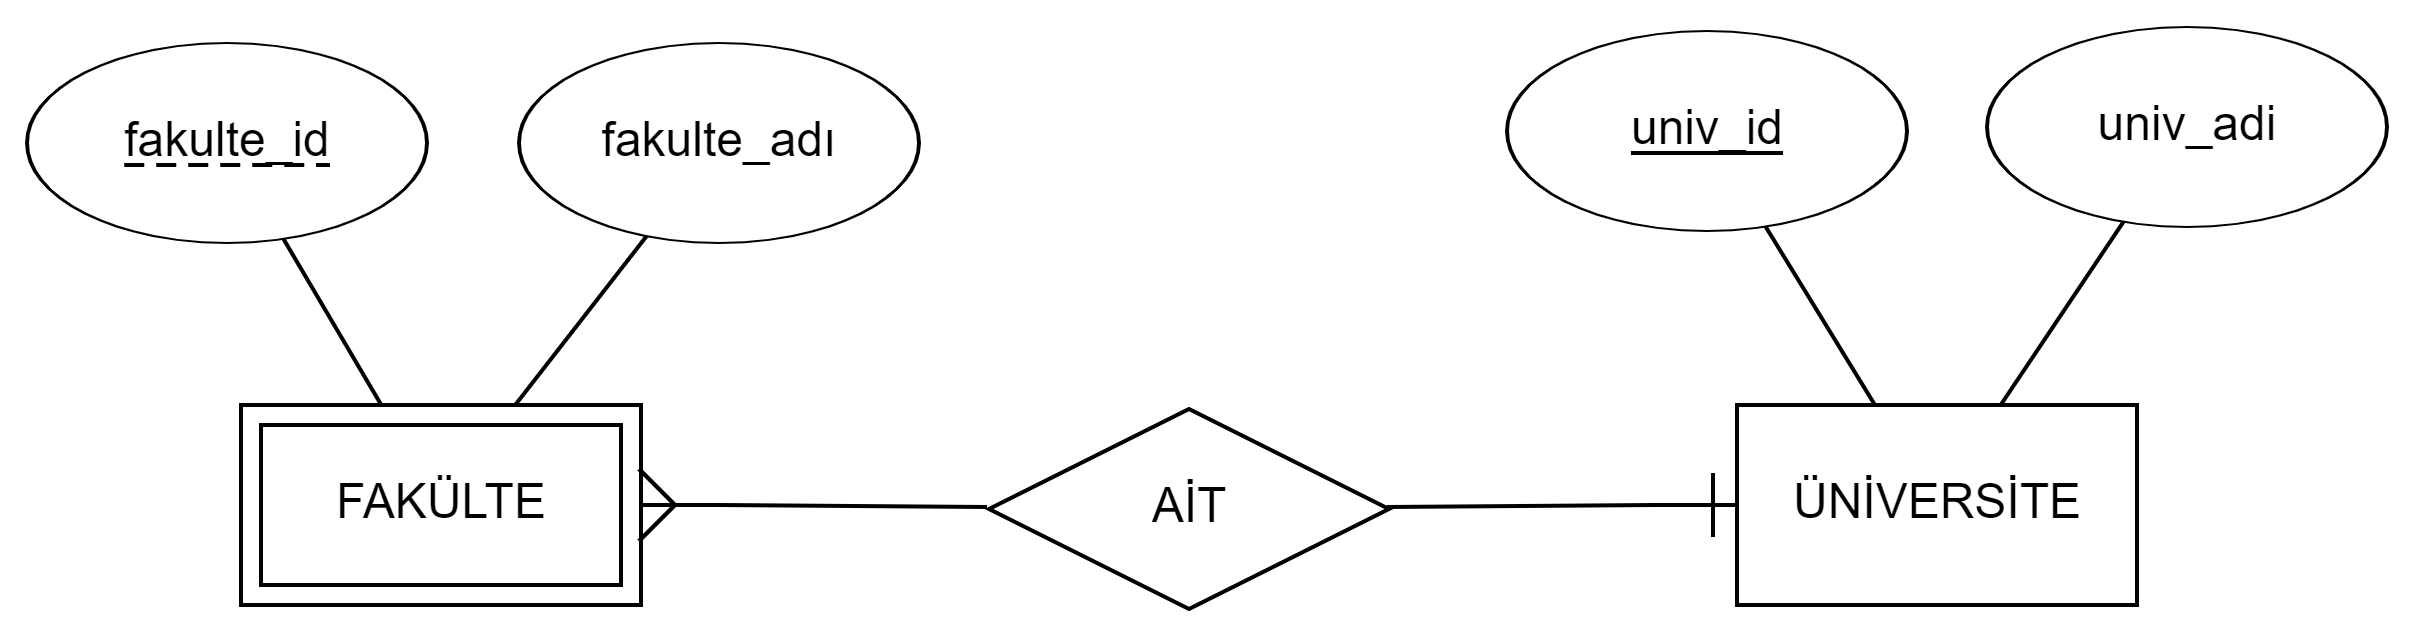 fakulte_id
fakulte_adı
univ_id
univ_adi
FAKÜLTE
AİT
ÜNİVERSİTE